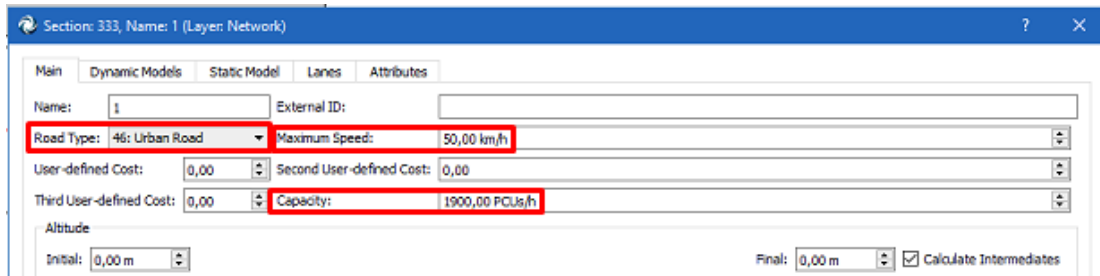 Section: 333, Name: 1 (Layer: Network) ?
Main Dynamic Models Static Model Lanes Attributes
Name: 1 External ID:
Road Type: 46: Urban Road Maximum Speed: 50,00 km/h
User-defined Cost: 0,00 Second User-defined Cost: 0,00
Third User-defined Cost: 0,00 Capacity: 1900,00 PCUs/h
Altitude
Initial: 0,00 m Final: 0,00 m Calculate Intermediates